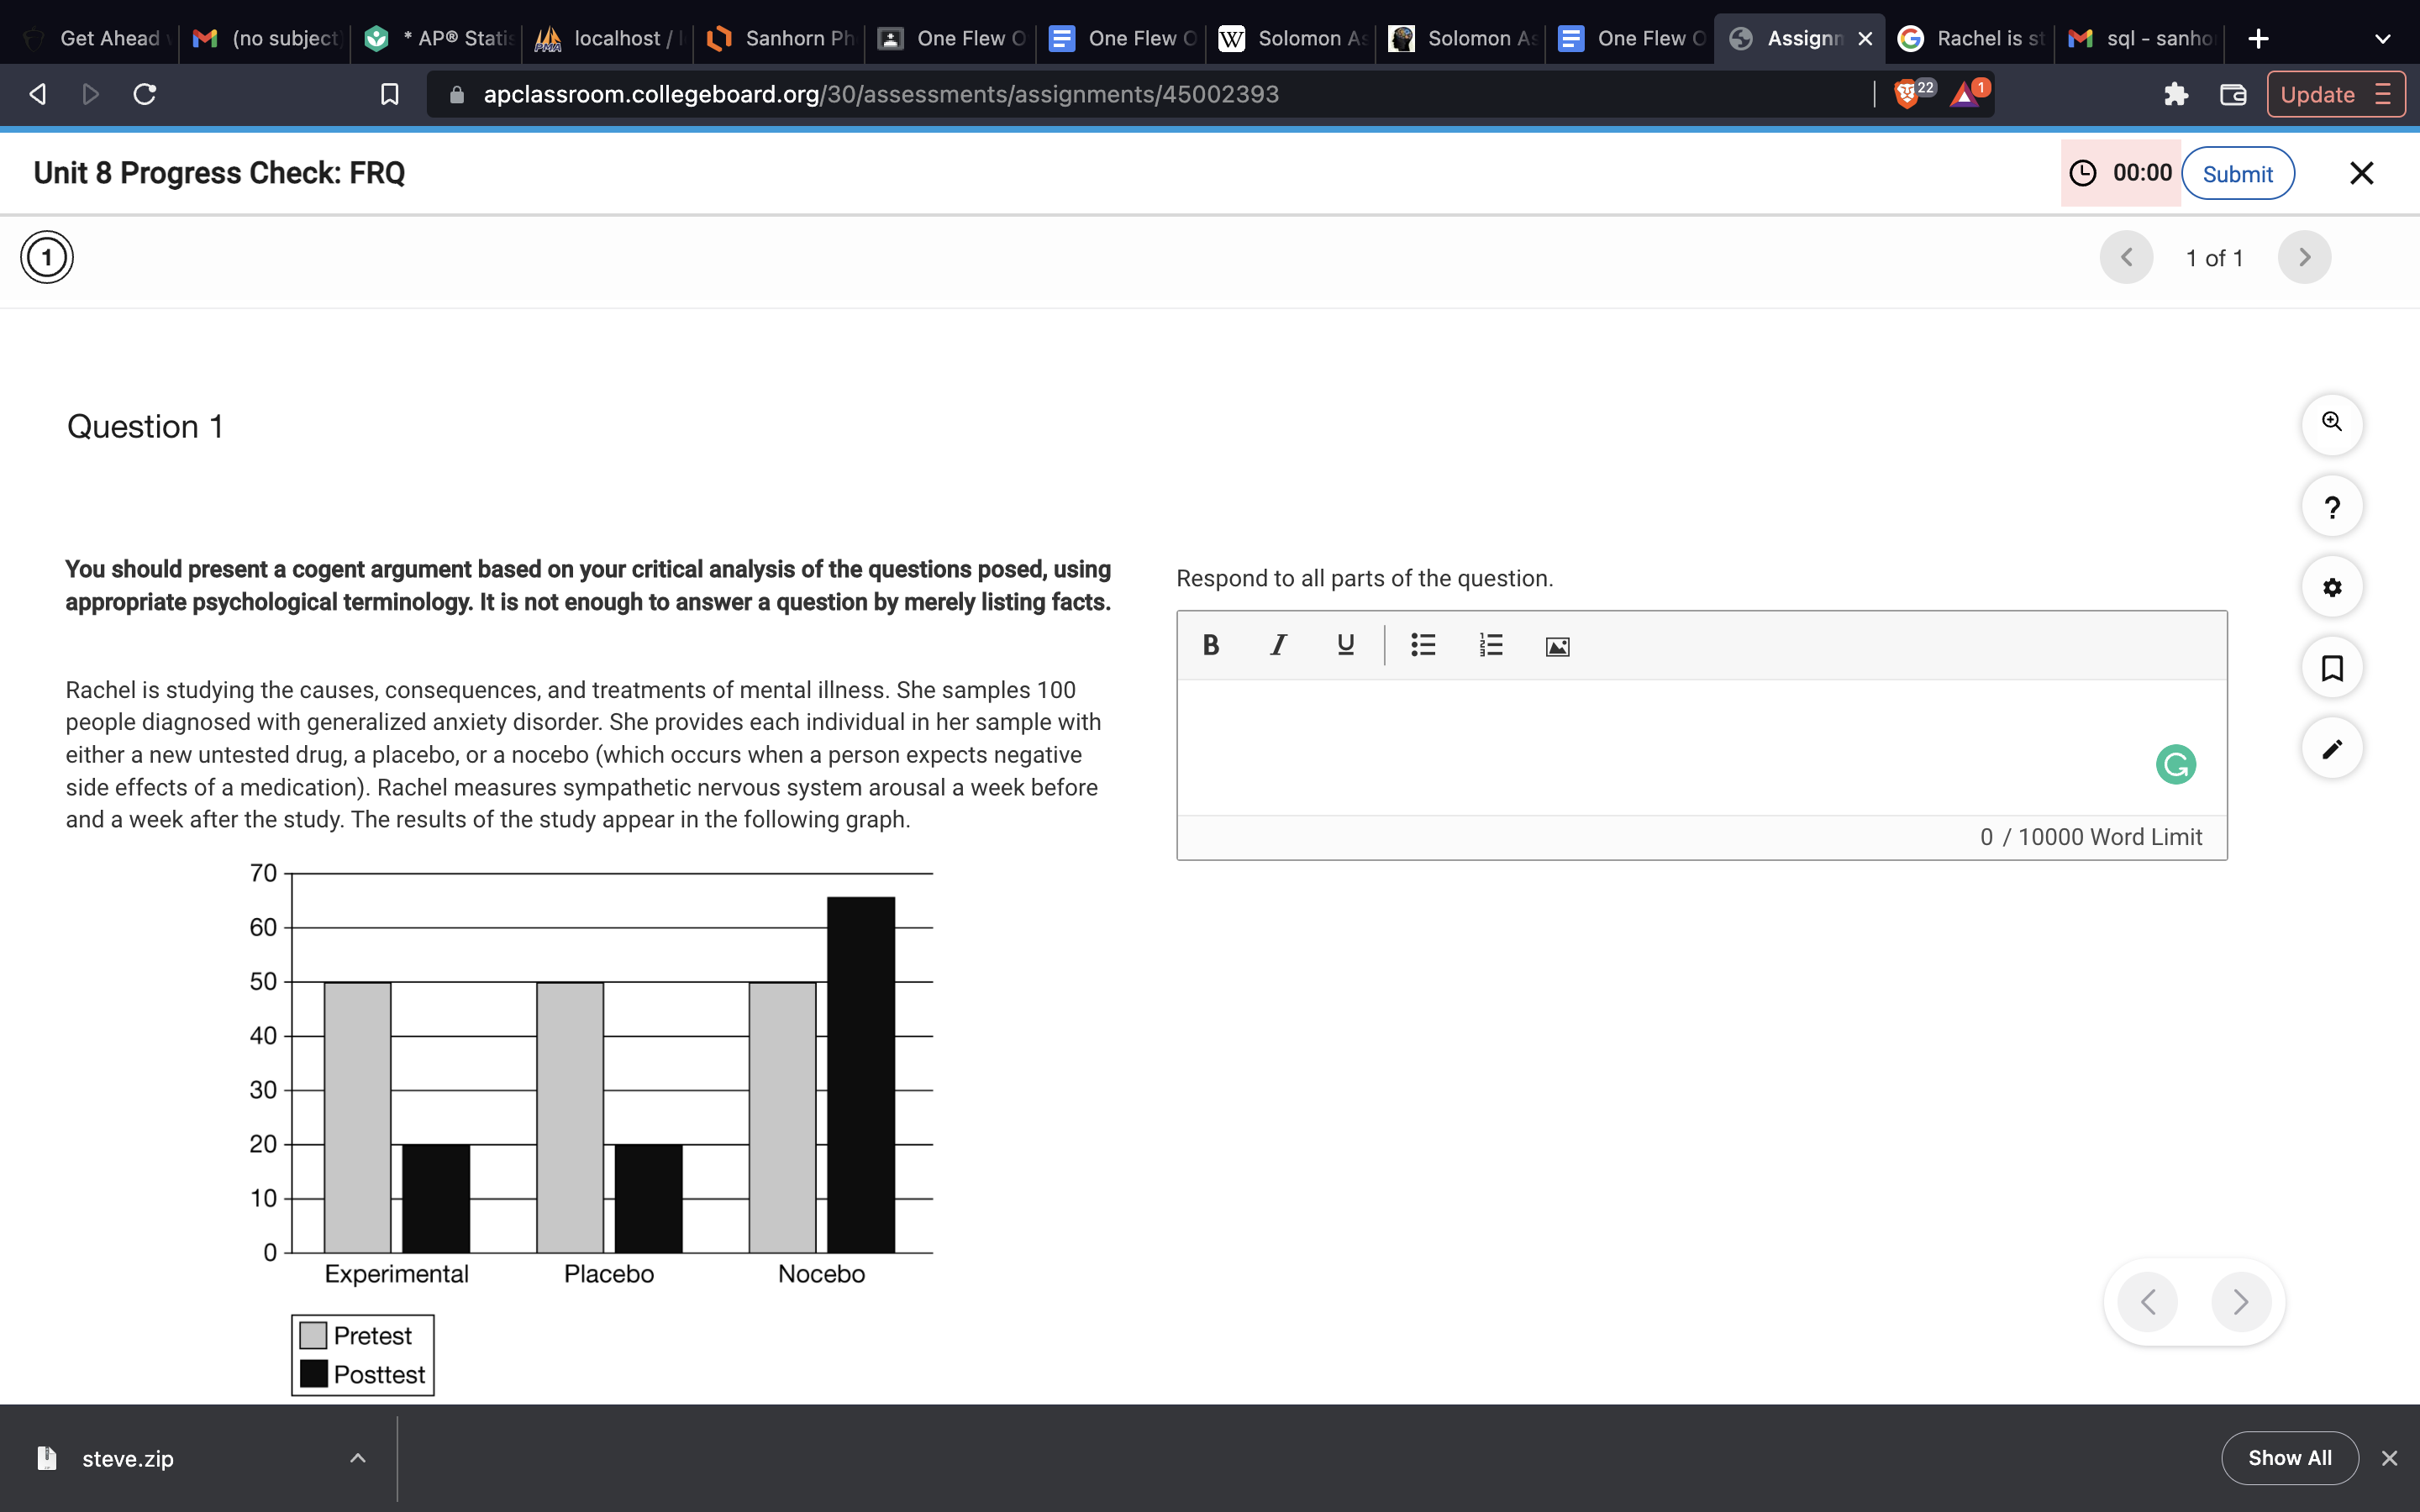 Get Ahead
(no subject
* AP® Statis
localhost /
Sanhorn Ph
One Flew O
One Flew O
W Solomon As
Solomon As
One Flew O
Assignm
Rachel is st
sql - sanho
apclassroom.collegeboard.org/30/assessments/assignments/45002393
22
1
Update
Unit 8 Progress Check: FRQ
00:00
Submit
1
1 of 1
Question 1
You should present a cogent argument based on your critical analysis of the questions posed, using
appropriate psychological terminology. It is not enough to answer a question by merely listing facts.
Rachel is studying the causes, consequences, and treatments of mental illness. She samples 100
people diagnosed with generalized anxiety disorder. She provides each individual in her sample with
either a new untested drug, a placebo, or a nocebo (which occurs when a person expects negative
side effects of a medication). Rachel measures sympathetic nervous system arousal a week before
and a week after the study. The results of the study appear in the following graph.
70
60
50
40
30
20
10
0
Experimental Placebo Nocebo
Pretest
Posttest
Respond to all parts of the question.
B I U
0 / 10000 Word Limit
?
steve.zip
Show All